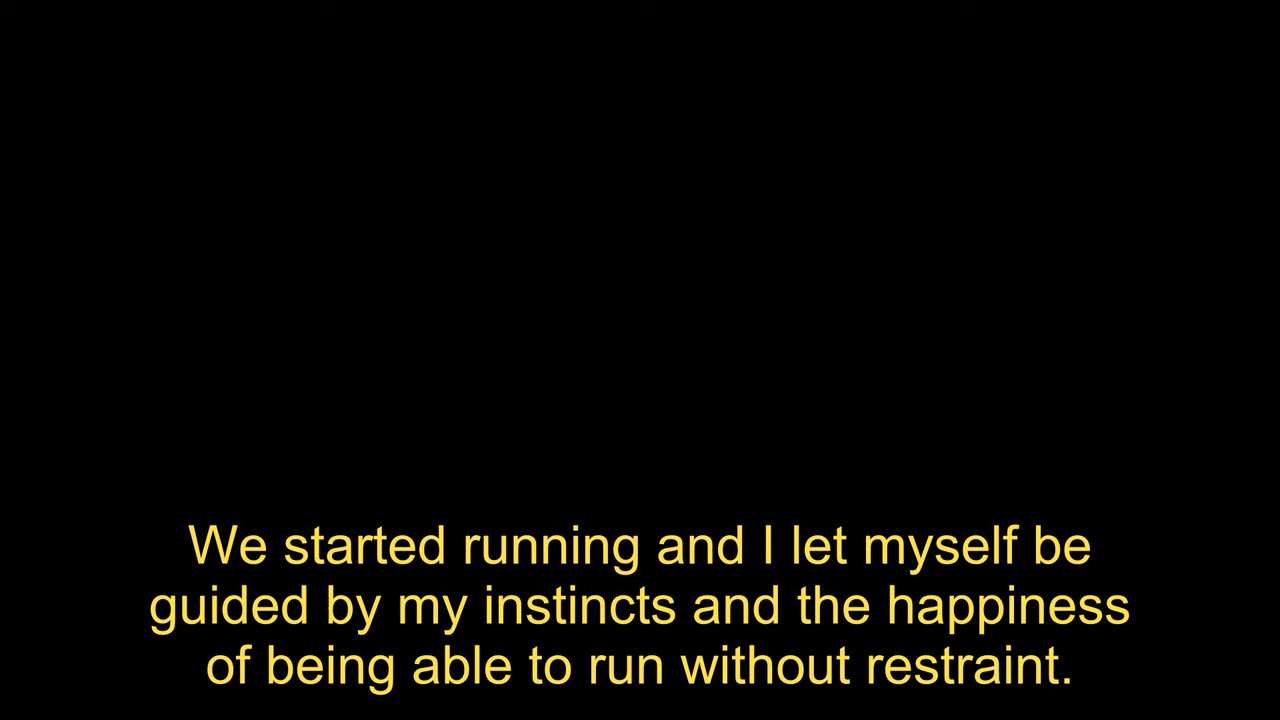 We started running and I let myself be
guided by my instincts and the happiness
of being able to run without restraint.